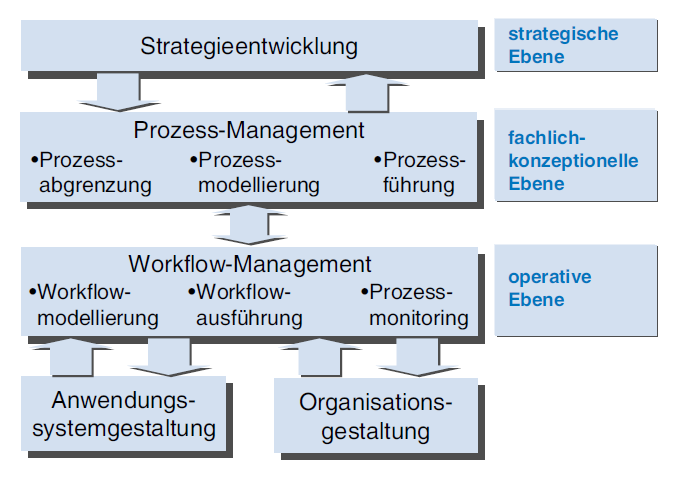 Strategieentwicklung
strategische
Ebene
Prozess-Management
•Prozess-
abgrenzung
•Prozess-
modellierung
•Prozess-
führung
fachlich-
konzeptionelle
Ebene
Workflow-Management
•Workflow-
modellierung
•Workflow-
ausführung
•Prozess-
monitoring
operative
Ebene
Anwendungs-
systemgestaltung
Organisations-
gestaltung